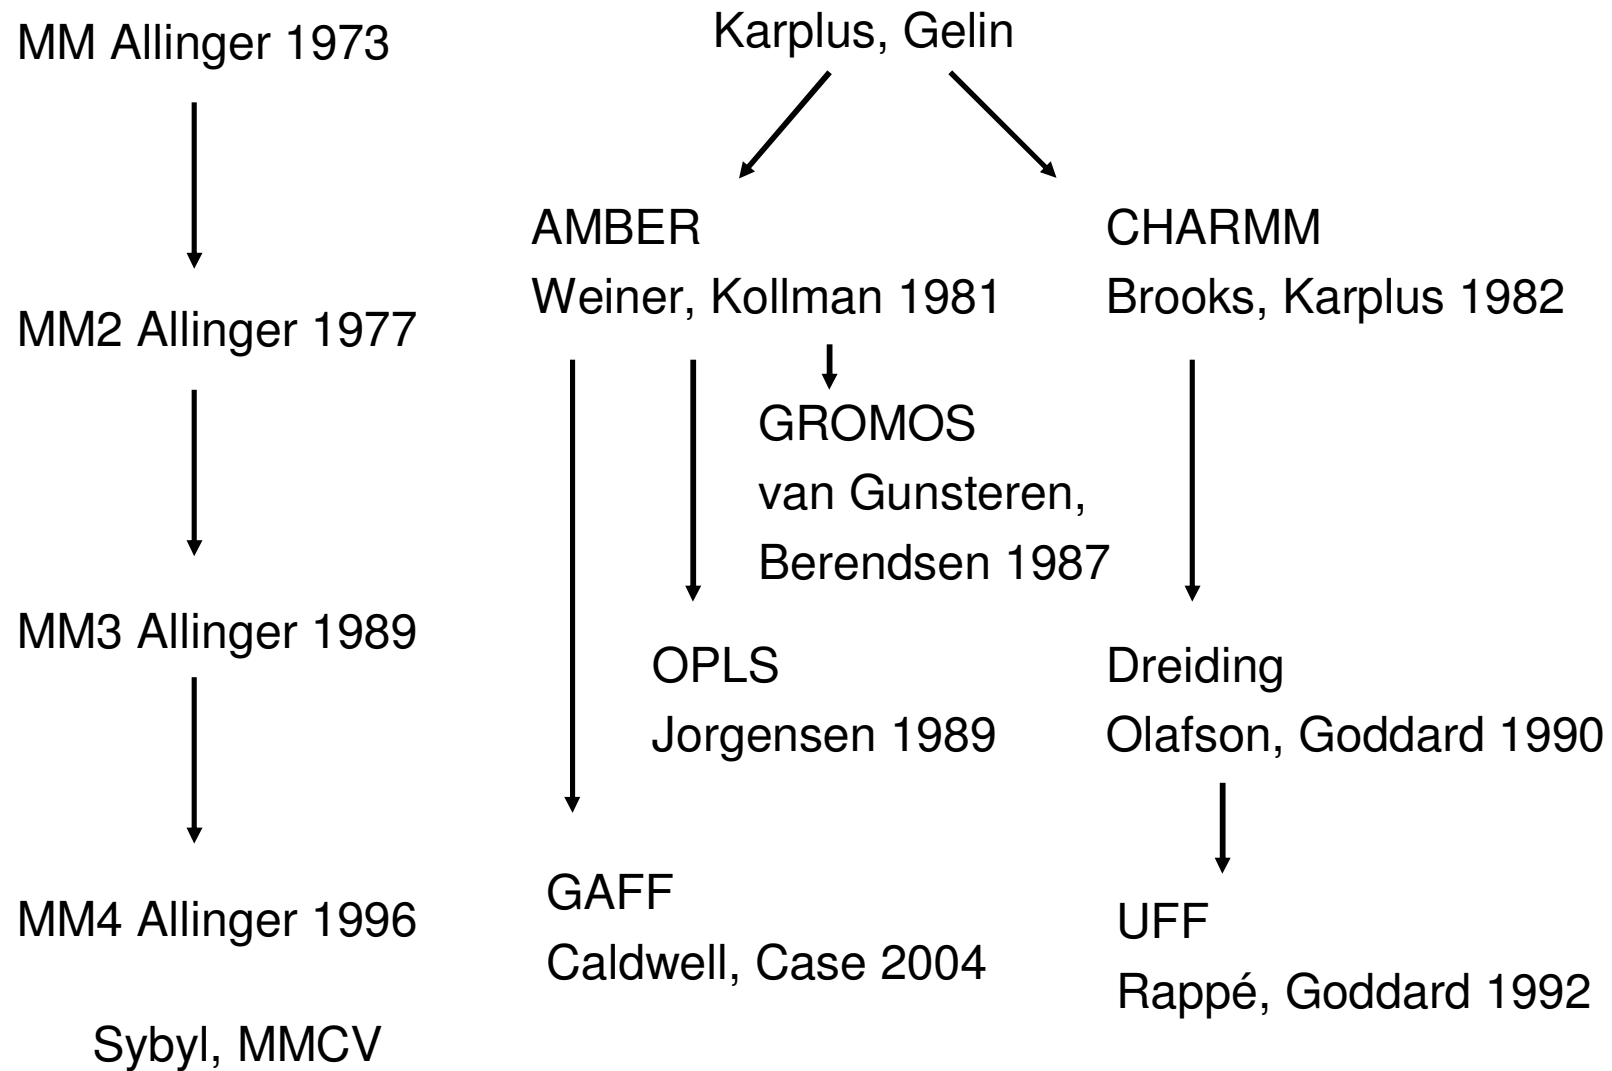 MM Allinger 1973
MM2 Allinger 1977
MM3 Allinger 1989
MM4 Allinger 1996
Sybyl, MMCV
Karplus, Gelin
AMBER
Weiner, Kollman 1981
GROMOS
van Gunsteren,
Berendsen 1987
OPLS
Jorgensen 1989
GAFF
Caldwell, Case 2004
CHARMM
Brooks, Karplus 1982
Dreiding
Olafson, Goddard 1990
UFF
Rappé, Goddard 1992